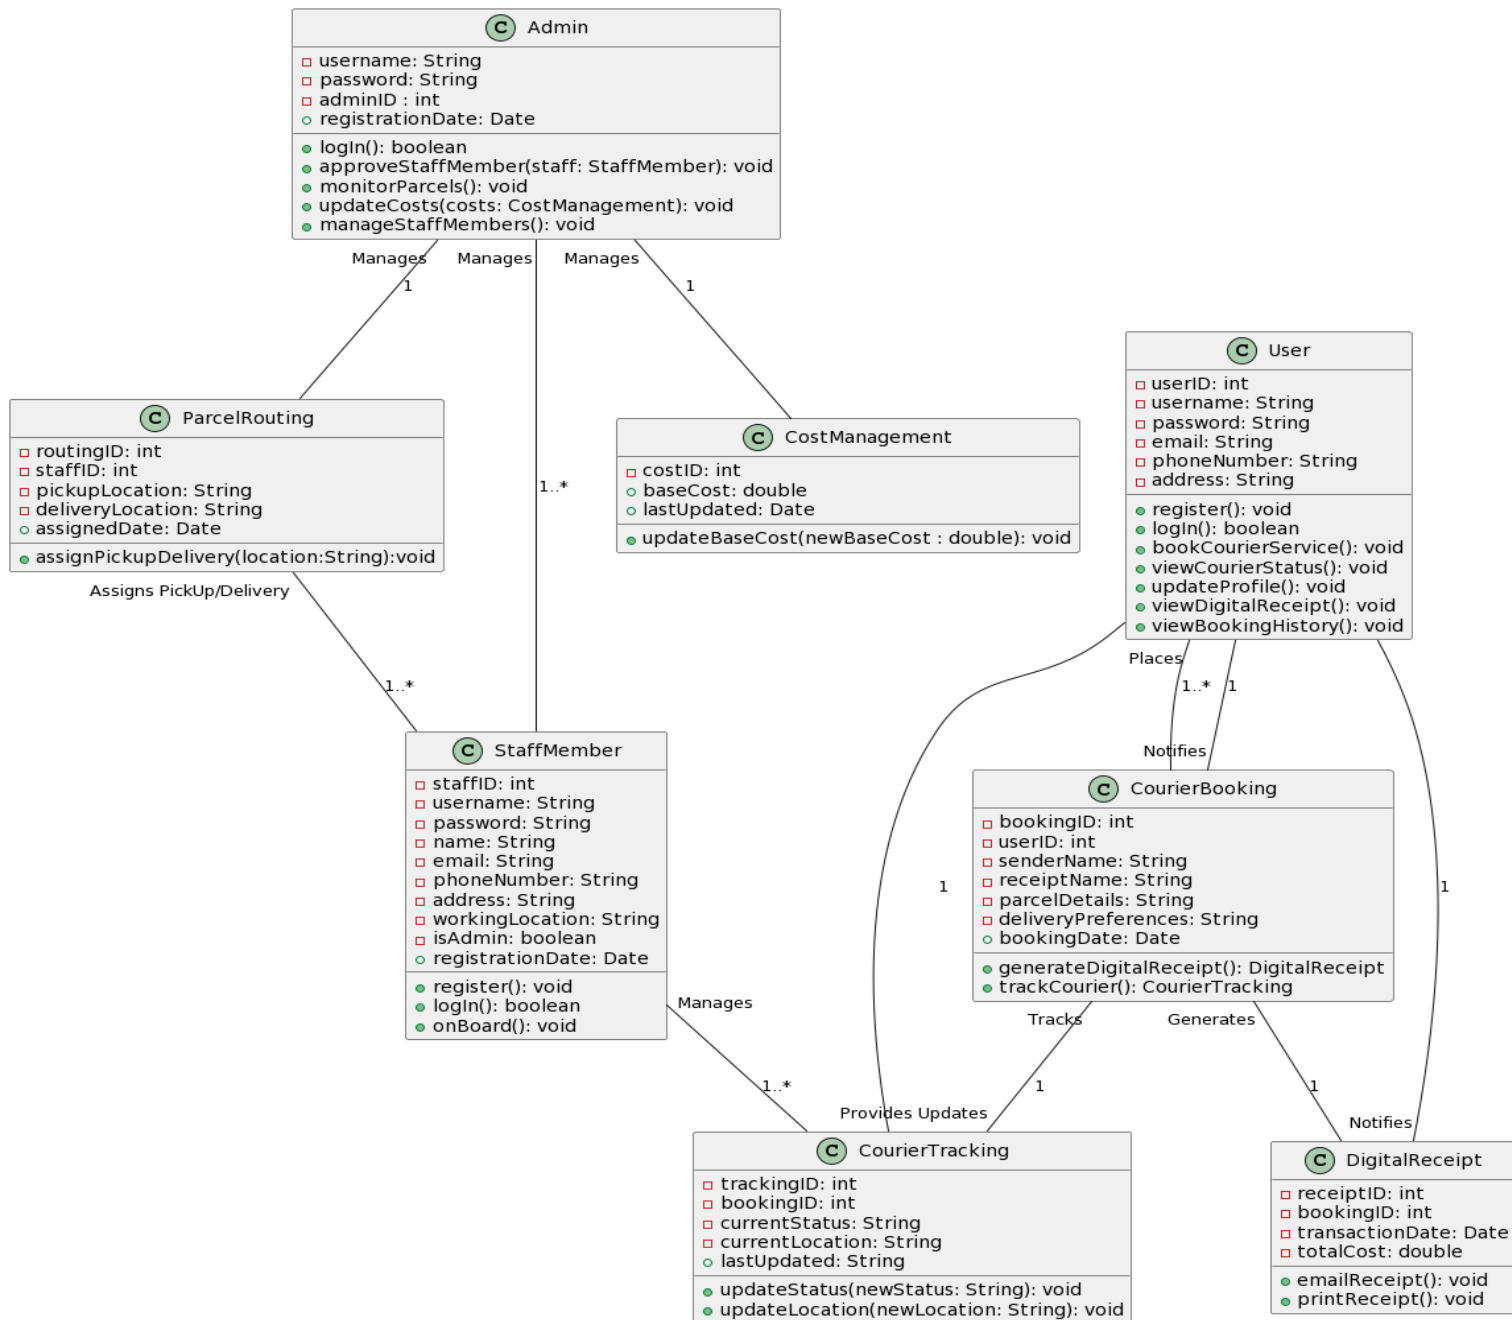 C Admin
username: String
password: String
adminID : int
registrationDate: Date
logIn(): boolean
approveStaffMember(staff: StaffMember): void
monitorParcels(): void
updateCosts(costs: CostManagement): void
manageStaffMembers(): void
Manages
Manages
Manages
1
1
1..*
C ParcelRouting
routingID: int
staffID: int
pickupLocation: String
deliveryLocation: String
assignedDate: Date
assignPickupDelivery(location:String):void
Assigns PickUp/Delivery
1..*
C CostManagement
costID: int
baseCost: double
lastUpdated: Date
updateBaseCost(newBaseCost : double): void
C User
userID: int
username: String
password: String
email: String
phoneNumber: String
address: String
register(): void
logIn(): boolean
bookCourierService(): void
viewCourierStatus(): void
updateProfile(): void
viewDigitalReceipt(): void
viewBookingHistory(): void
Places
1..*
1
Notifies
1
1
C StaffMember
staffID: int
username: String
password: String
name: String
email: String
phoneNumber: String
address: String
workingLocation: String
isAdmin: boolean
registrationDate: Date
register(): void
logIn(): boolean
onBoard(): void
Manages
1..*
C CourierBooking
bookingID: int
userID: int
senderName: String
receiptName: String
parcelDetails: String
deliveryPreferences: String
bookingDate: Date
generateDigitalReceipt(): DigitalReceipt
trackCourier(): CourierTracking
Tracks
Generates
1
1
Provides Updates
Notifies
C CourierTracking
trackingID: int
bookingID: int
currentStatus: String
currentLocation: String
lastUpdated: String
updateStatus(newStatus: String): void
updateLocation(newLocation: String): void
C DigitalReceipt
receiptID: int
bookingID: int
transactionDate: Date
totalCost: double
emailReceipt(): void
printReceipt(): void